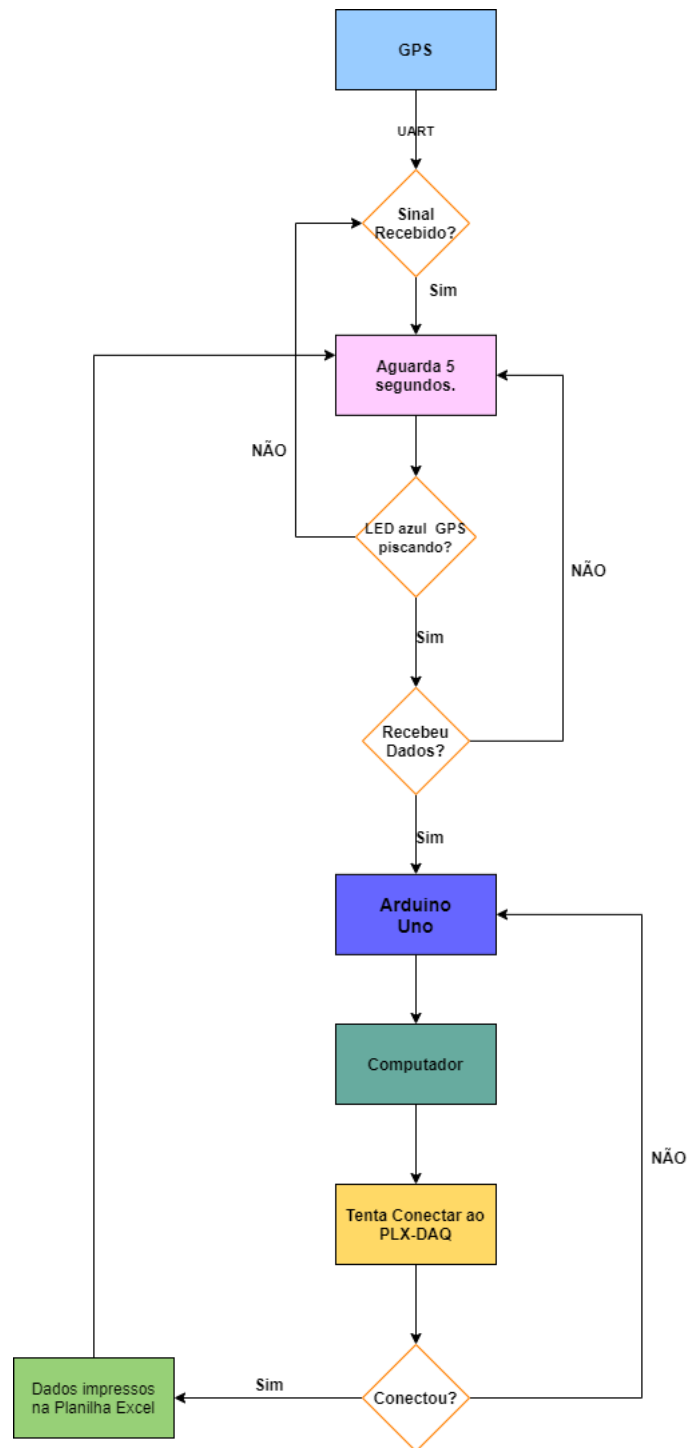 GPS
UART
Sinal
Recebido?
Sim
Aguarda 5
segundos.
NÃO
LED azul  GPS
piscando?
NÃO
Sim
Recebeu
Dados?
Sim
Arduino
Uno
Computador
NÃO
Tenta Conectar ao
PLX-DAQ
Dados impressos
na Planilha Excel
Sim
Conectou?